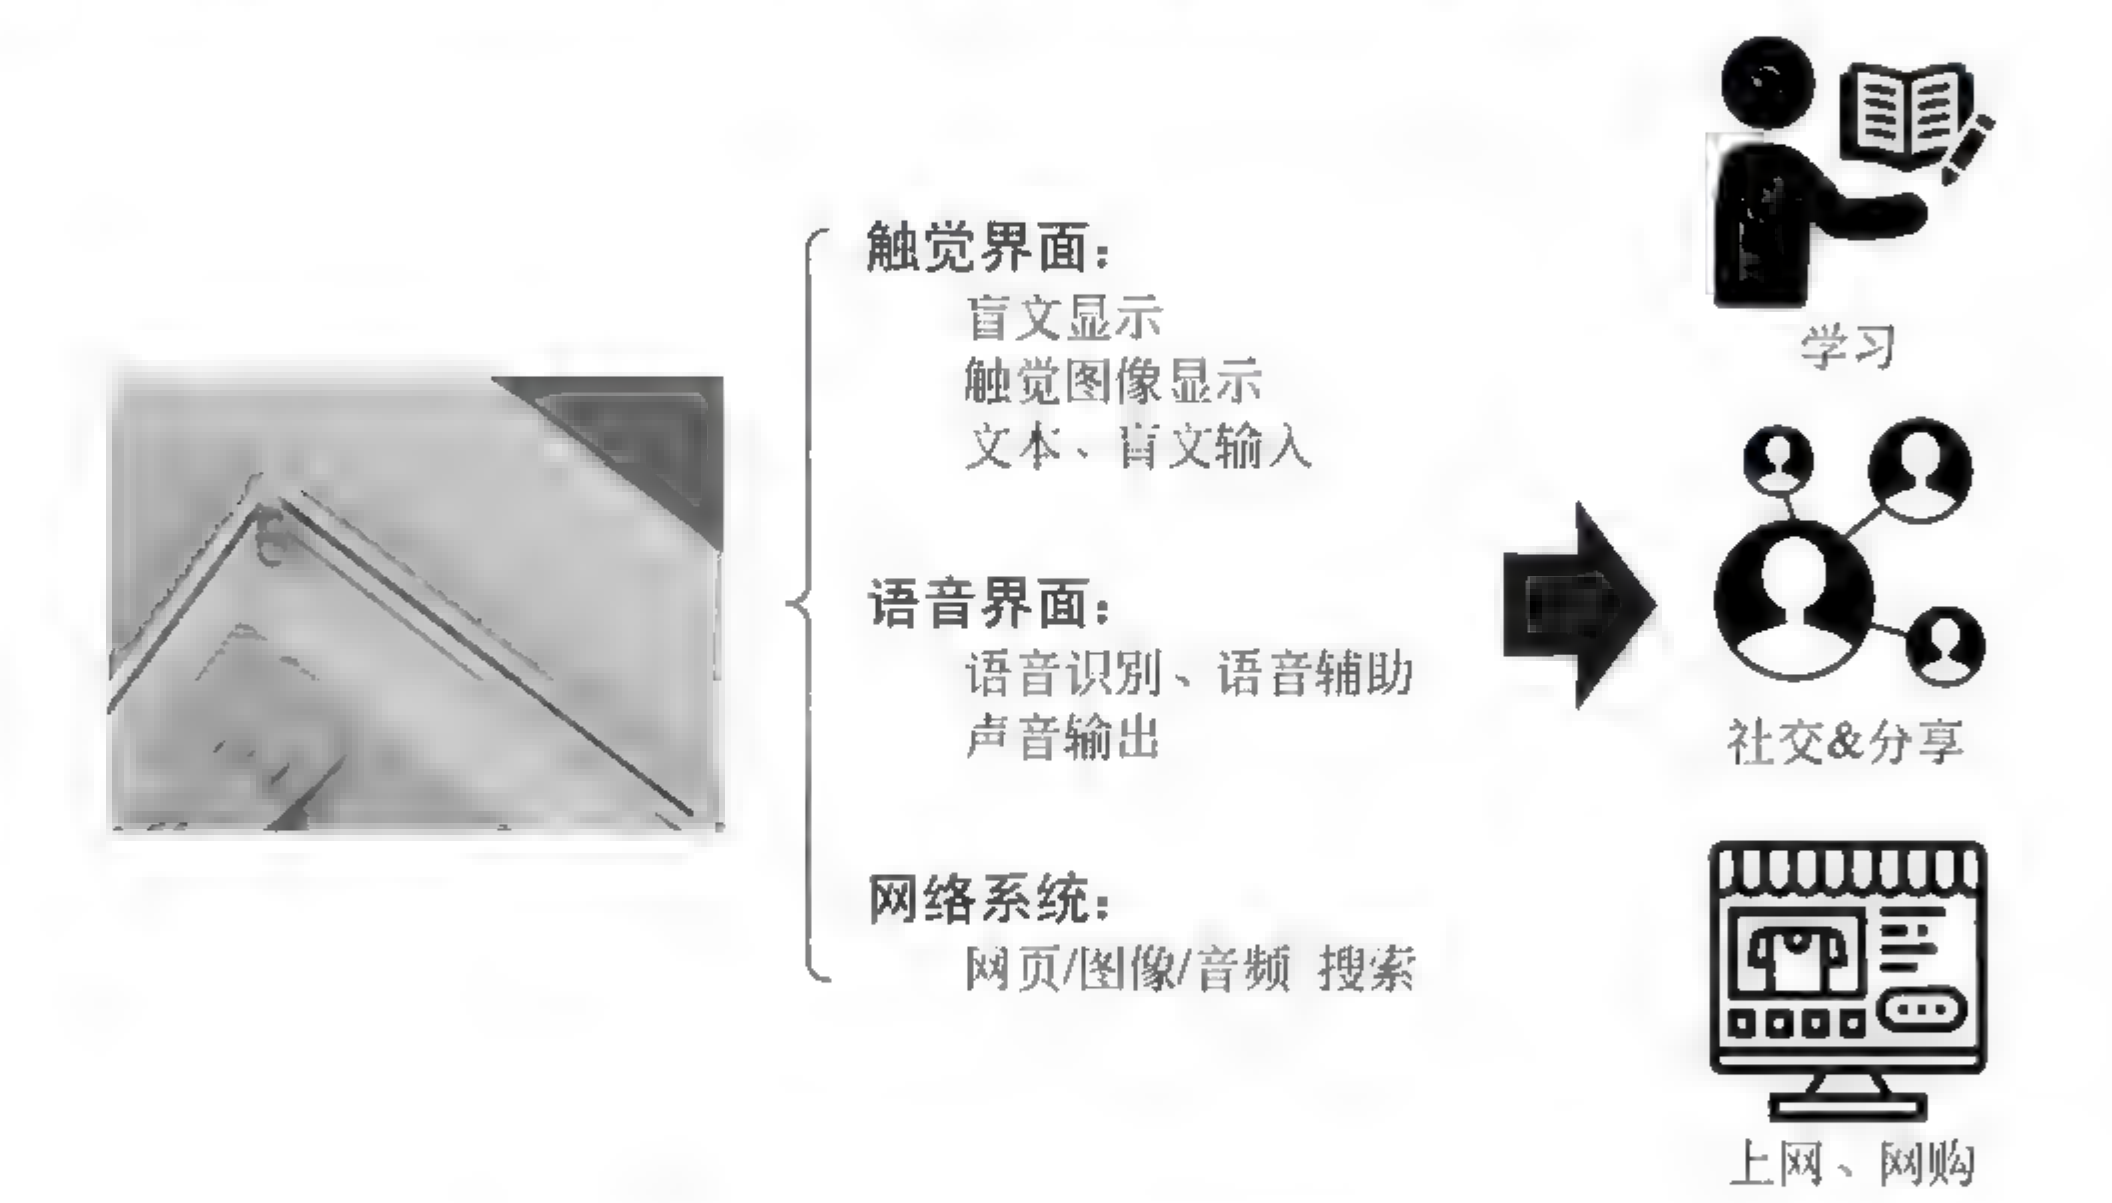 触觉界面：
盲文显示
触觉图像显示
文本、盲文输入
语音界面：
语音识别、语音辅助
声音输出
网络系统：
网页/图像/音频 搜索
学习
社交&分享
上网、网购